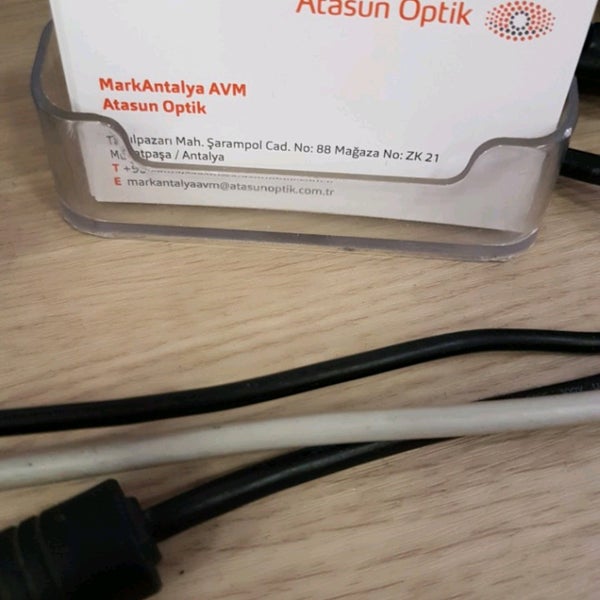 Atasun Optik
MarkAntalya AVM
Atasun Optik
Mah. Şarampol Cad. No: 88 Mağaza No: ZK 21
/ Antalya
T
E markantalyaavm@atasunoptik.com.tr